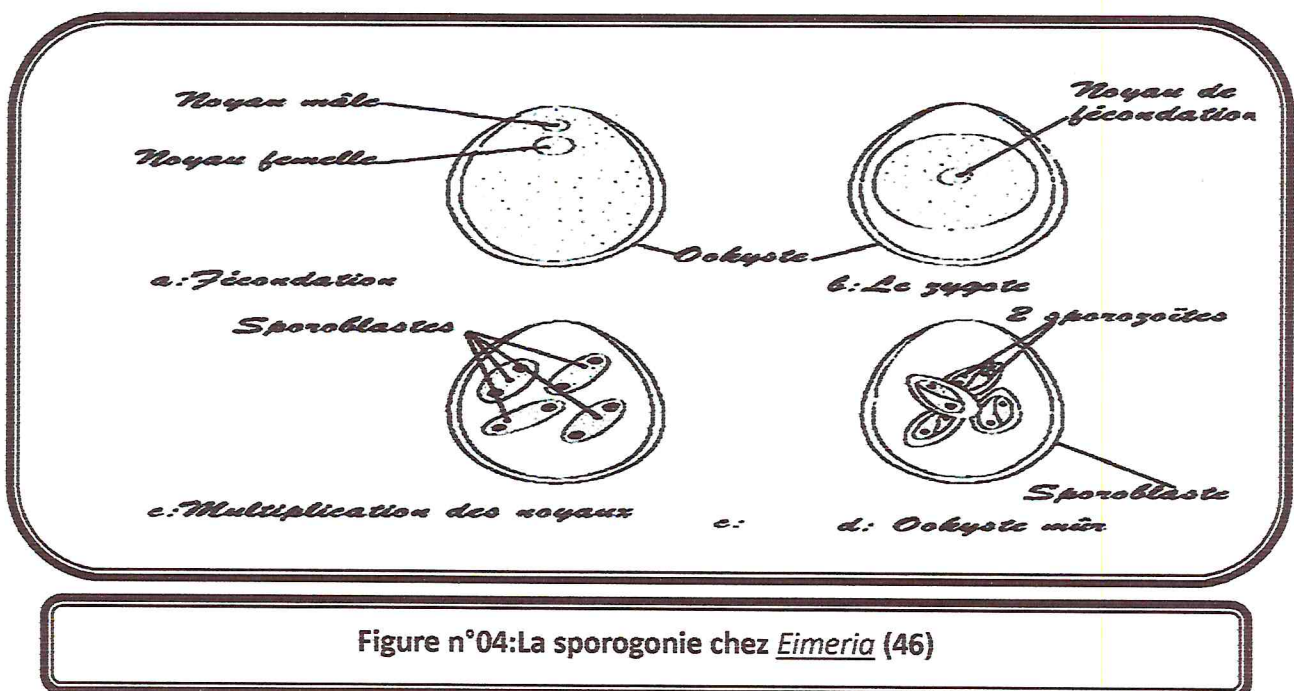 Noyau mâle
Noyau femelle
Noyau de
fécondation
Ookyste
a:Fécondation
b:Le zygote
Sporoblastes
2 sporozoïtes
Sporoblaste
c:Multiplication des noyaux
c:
d: Ookyste mûr
Figure n°04:La sporogonie chez Eimeria (46)